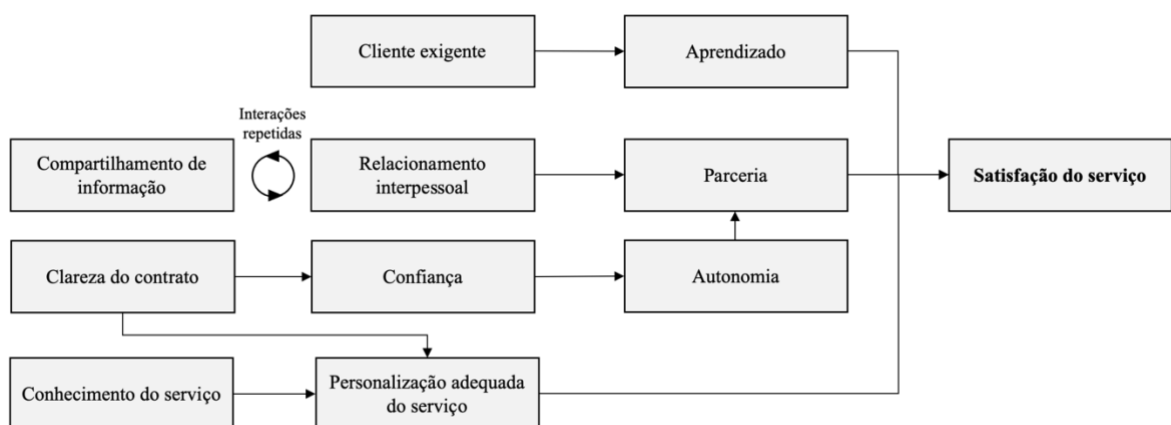 Cliente exigente
Aprendizado
Interações
repetidas
Compartilhamento de
informação
Relacionamento
interpessoal
Parceria
Satisfação do serviço
Clareza do contrato
Confiança
Autonomia
Conhecimento do serviço
Personalização adequada
do serviço